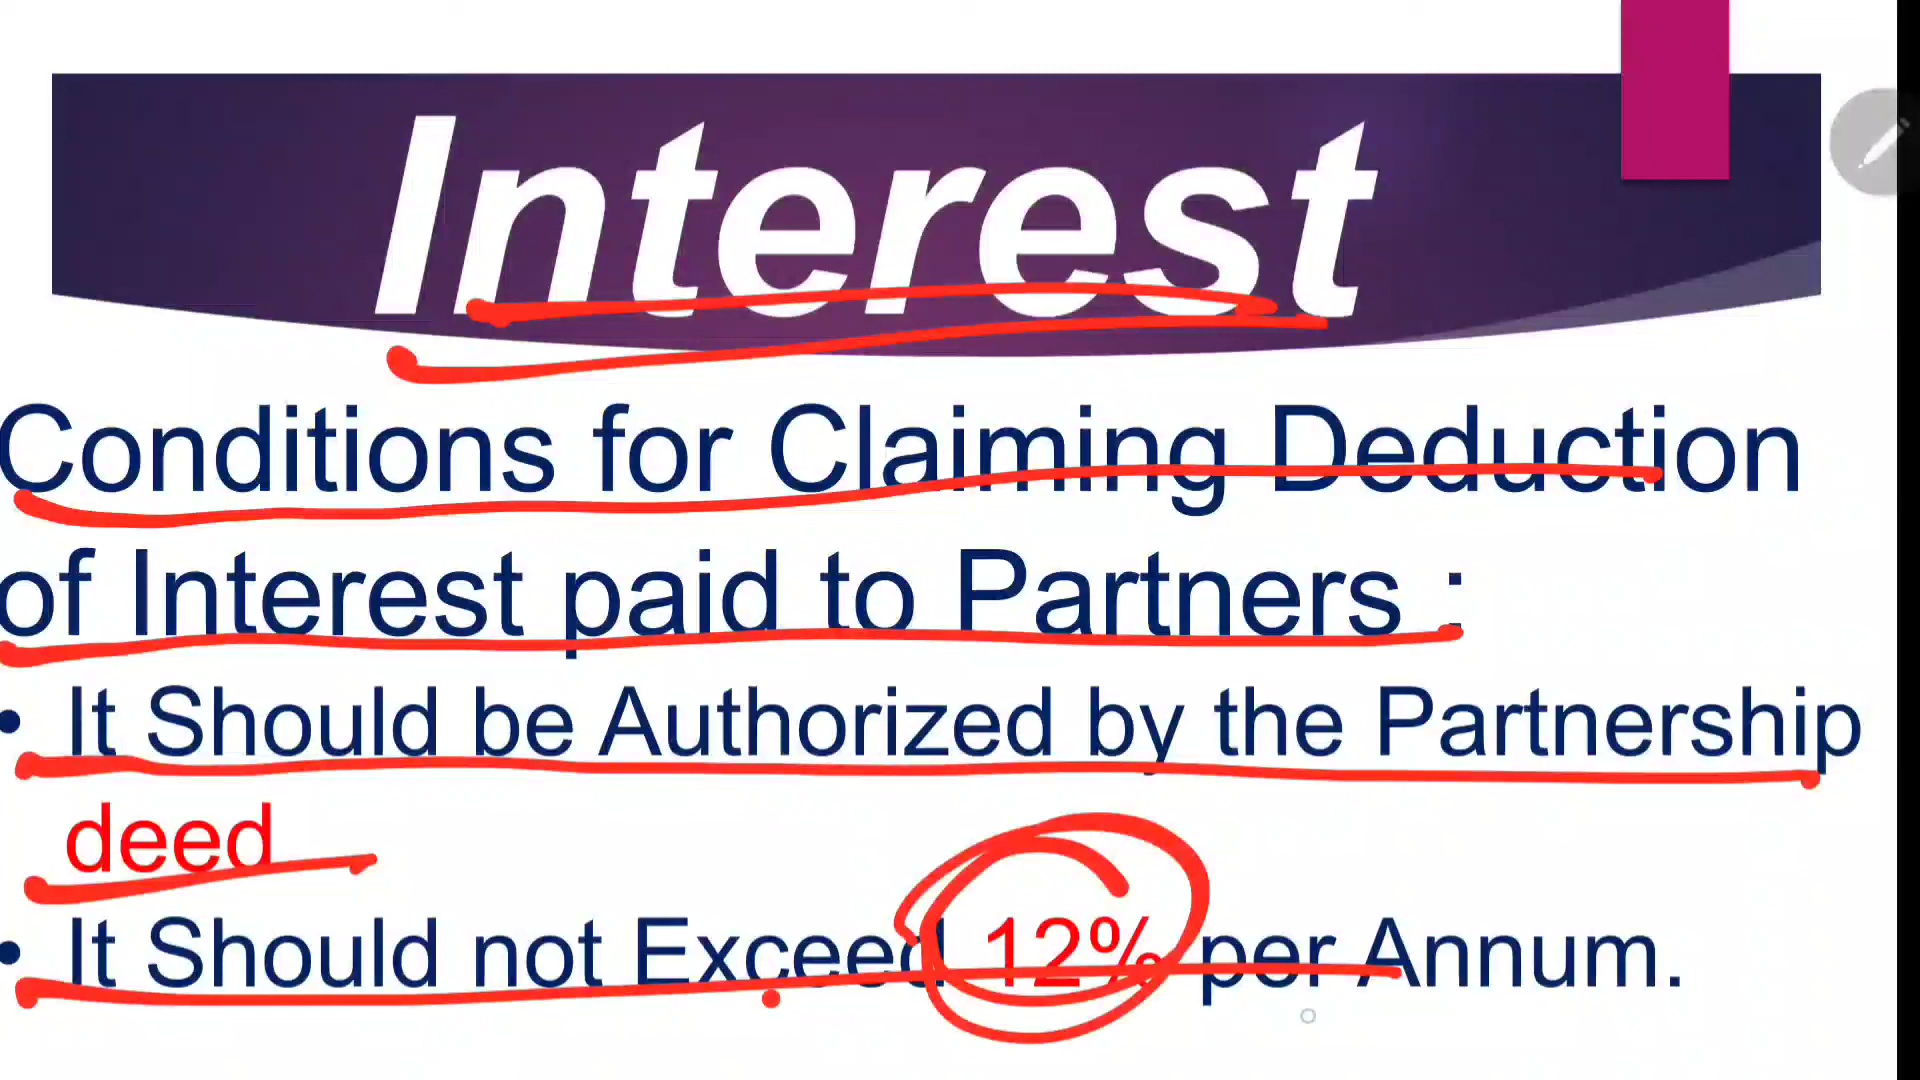 Interest
Conditions for Claiming Deduction
of Interest paid to Partners :
• It Should be Authorized by the Partnership
deed
• It Should not Exceed 12% per Annum.